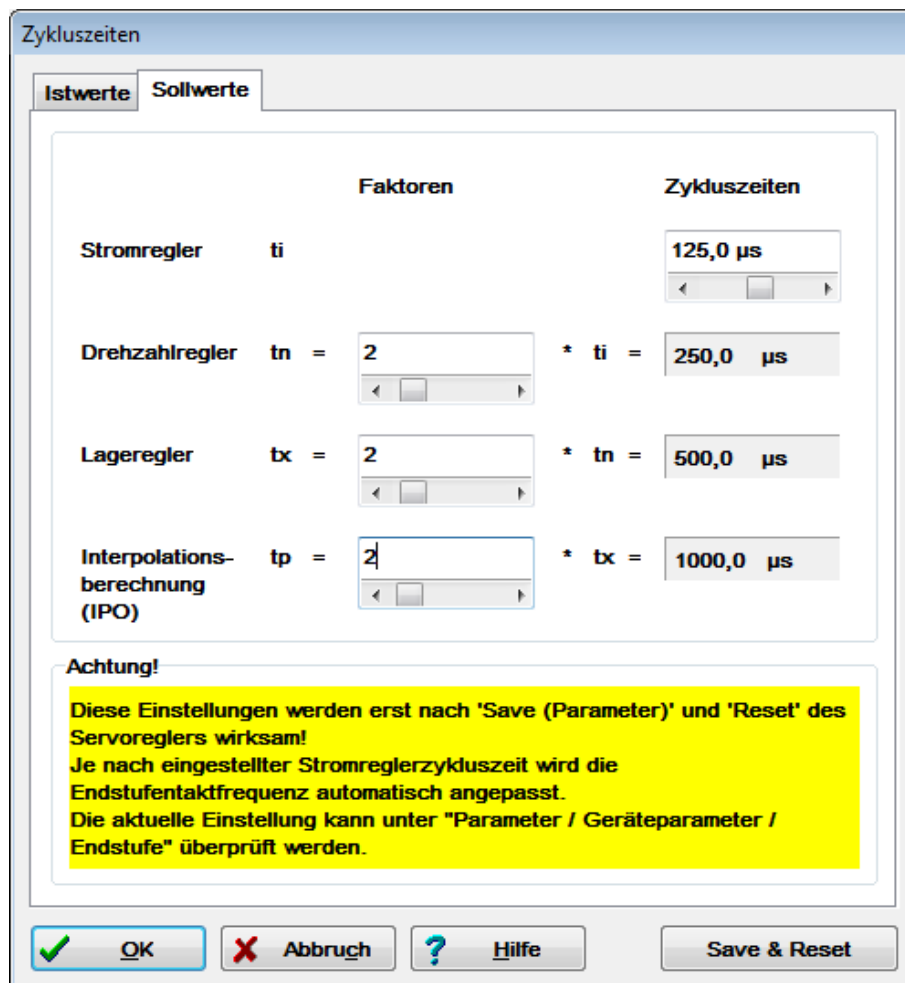 Zykluszeiten
Istwerte Sollwerte
Faktoren Zykluszeiten
Stromregler ti 125,0 µs
Drehzahlregler tn = 2 * ti = 250,0 µs
Lageregler tx = 2 * tn = 500,0 µs
Interpolations- tp = 2 * tx = 1000,0 µs
berechnung
(IPO)
Achtung!
Diese Einstellungen werden erst nach 'Save (Parameter)' und 'Reset' des
Servoreglers wirksam!
Je nach eingestellter Stromreglerzykluszeit wird die
Endstufentaktfrequenz automatisch angepasst.
Die aktuelle Einstellung kann unter "Parameter / Geräteparameter /
Endstufe" überprüft werden.
OK Abbruch Hilfe Save & Reset